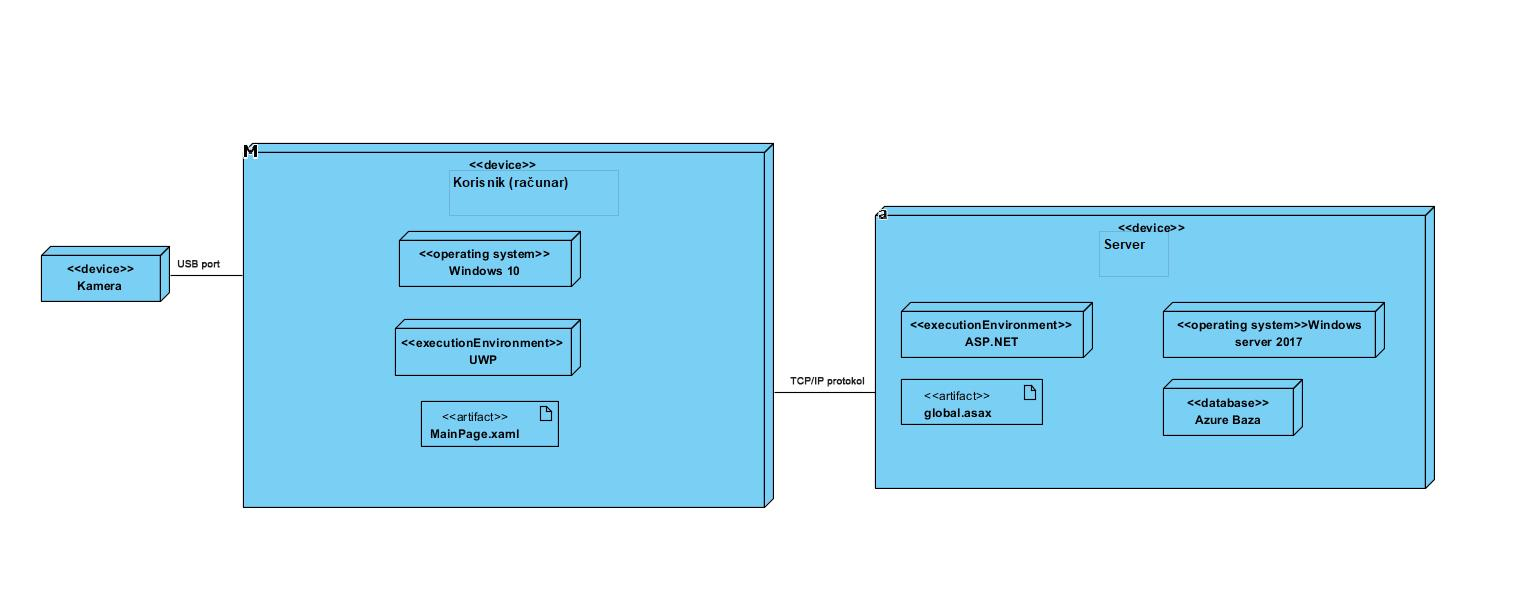 <<device>>
Kamera
USB port
M
<<device>>
Korisnik (računar)
<<operating system>>
Windows 10
<<executionEnvironment>>
UWP
<<artifact>>
MainPage.xaml
TCP/IP protokol
a
<<device>>
Server
<<executionEnvironment>>
ASP.NET
<<operating system>>Windows
server 2017
<<artifact>>
global.asax
<<database>>
Azure Baza